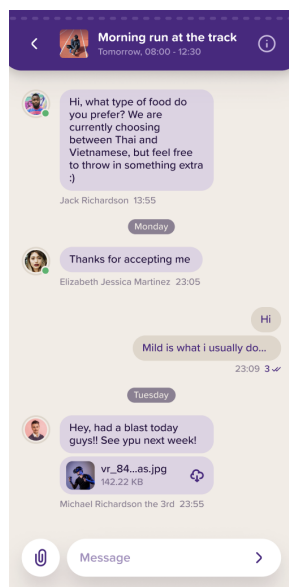 Morning run at the track
Tomorrow, 08:00 - 12:30
Hi, what type of food do
you prefer? We are
currently choosing
between Thai and
Vietnamese, but feel free
to throw in something extra
:)
Jack Richardson 13:55
Monday
Thanks for accepting me
Elizabeth Jessica Martinez 23:05
Hi
Mild is what i usually do...
23:09 3
Tuesday
Hey, had a blast today
guys!! See ypu next week!
vr_84...as.jpg
142.22 KB
Michael Richardson the 3rd 23:55
Message